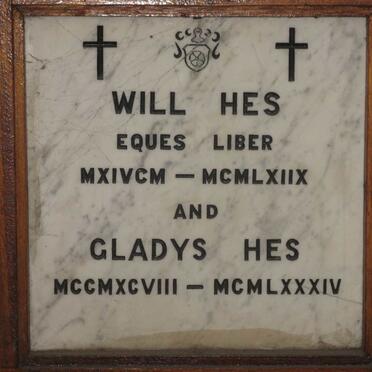 WILL HES
EQUES LIBER
MXIVCM — MCMLXIIX
AND
GLADYS HES
MCCMXCVIII — MCMLXXXIV